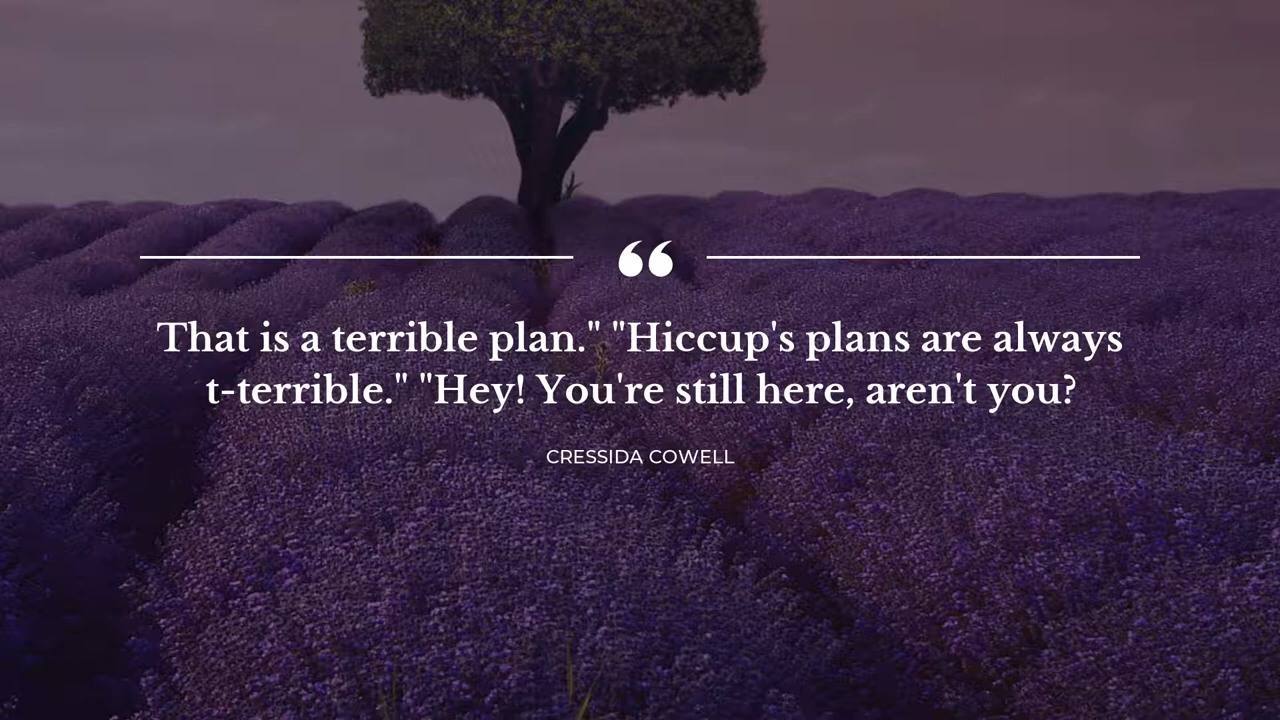 “
That is a terrible plan." "Hiccup's plans are always
t-terrible." "Hey! You're still here, aren't you?
CRESSIDA COWELL